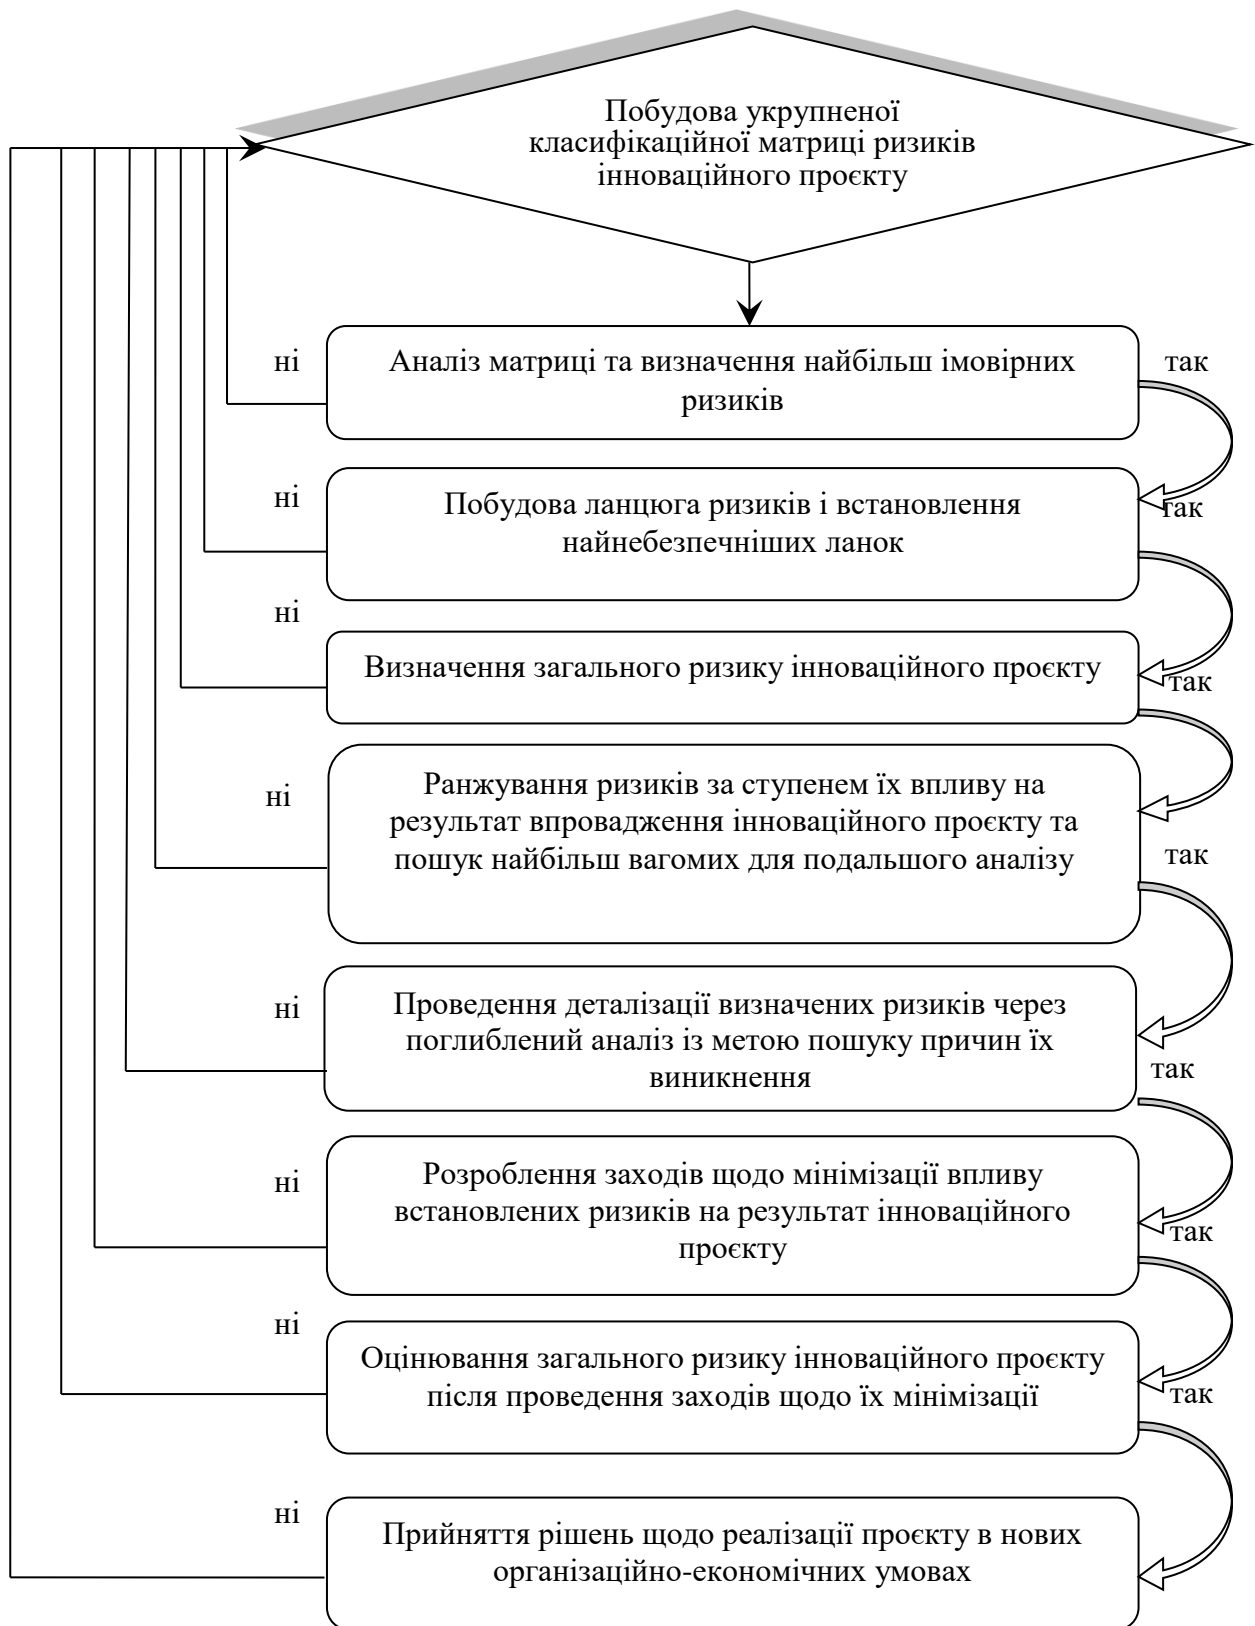 Побудова укрупненої
класифікаційної матриці ризиків
інноваційного проєкту
ні
Аналіз матриці та визначення найбільш імовірних
ризиків
так
ні
Побудова ланцюга ризиків і встановлення
найнебезпечніших ланок
так
ні
Визначення загального ризику інноваційного проєкту
так
ні
Ранжування ризиків за ступенем їх впливу на
результат впровадження інноваційного проєкту та
пошук найбільш вагомих для подальшого аналізу
так
ні
Проведення деталізації визначених ризиків через
поглиблений аналіз із метою пошуку причин їх
виникнення
так
ні
Розроблення заходів щодо мінімізації впливу
встановлених ризиків на результат інноваційного
проєкту
так
ні
Оцінювання загального ризику інноваційного проєкту
після проведення заходів щодо їх мінімізації
так
ні
Прийняття рішень щодо реалізації проєкту в нових
організаційно-економічних умовах